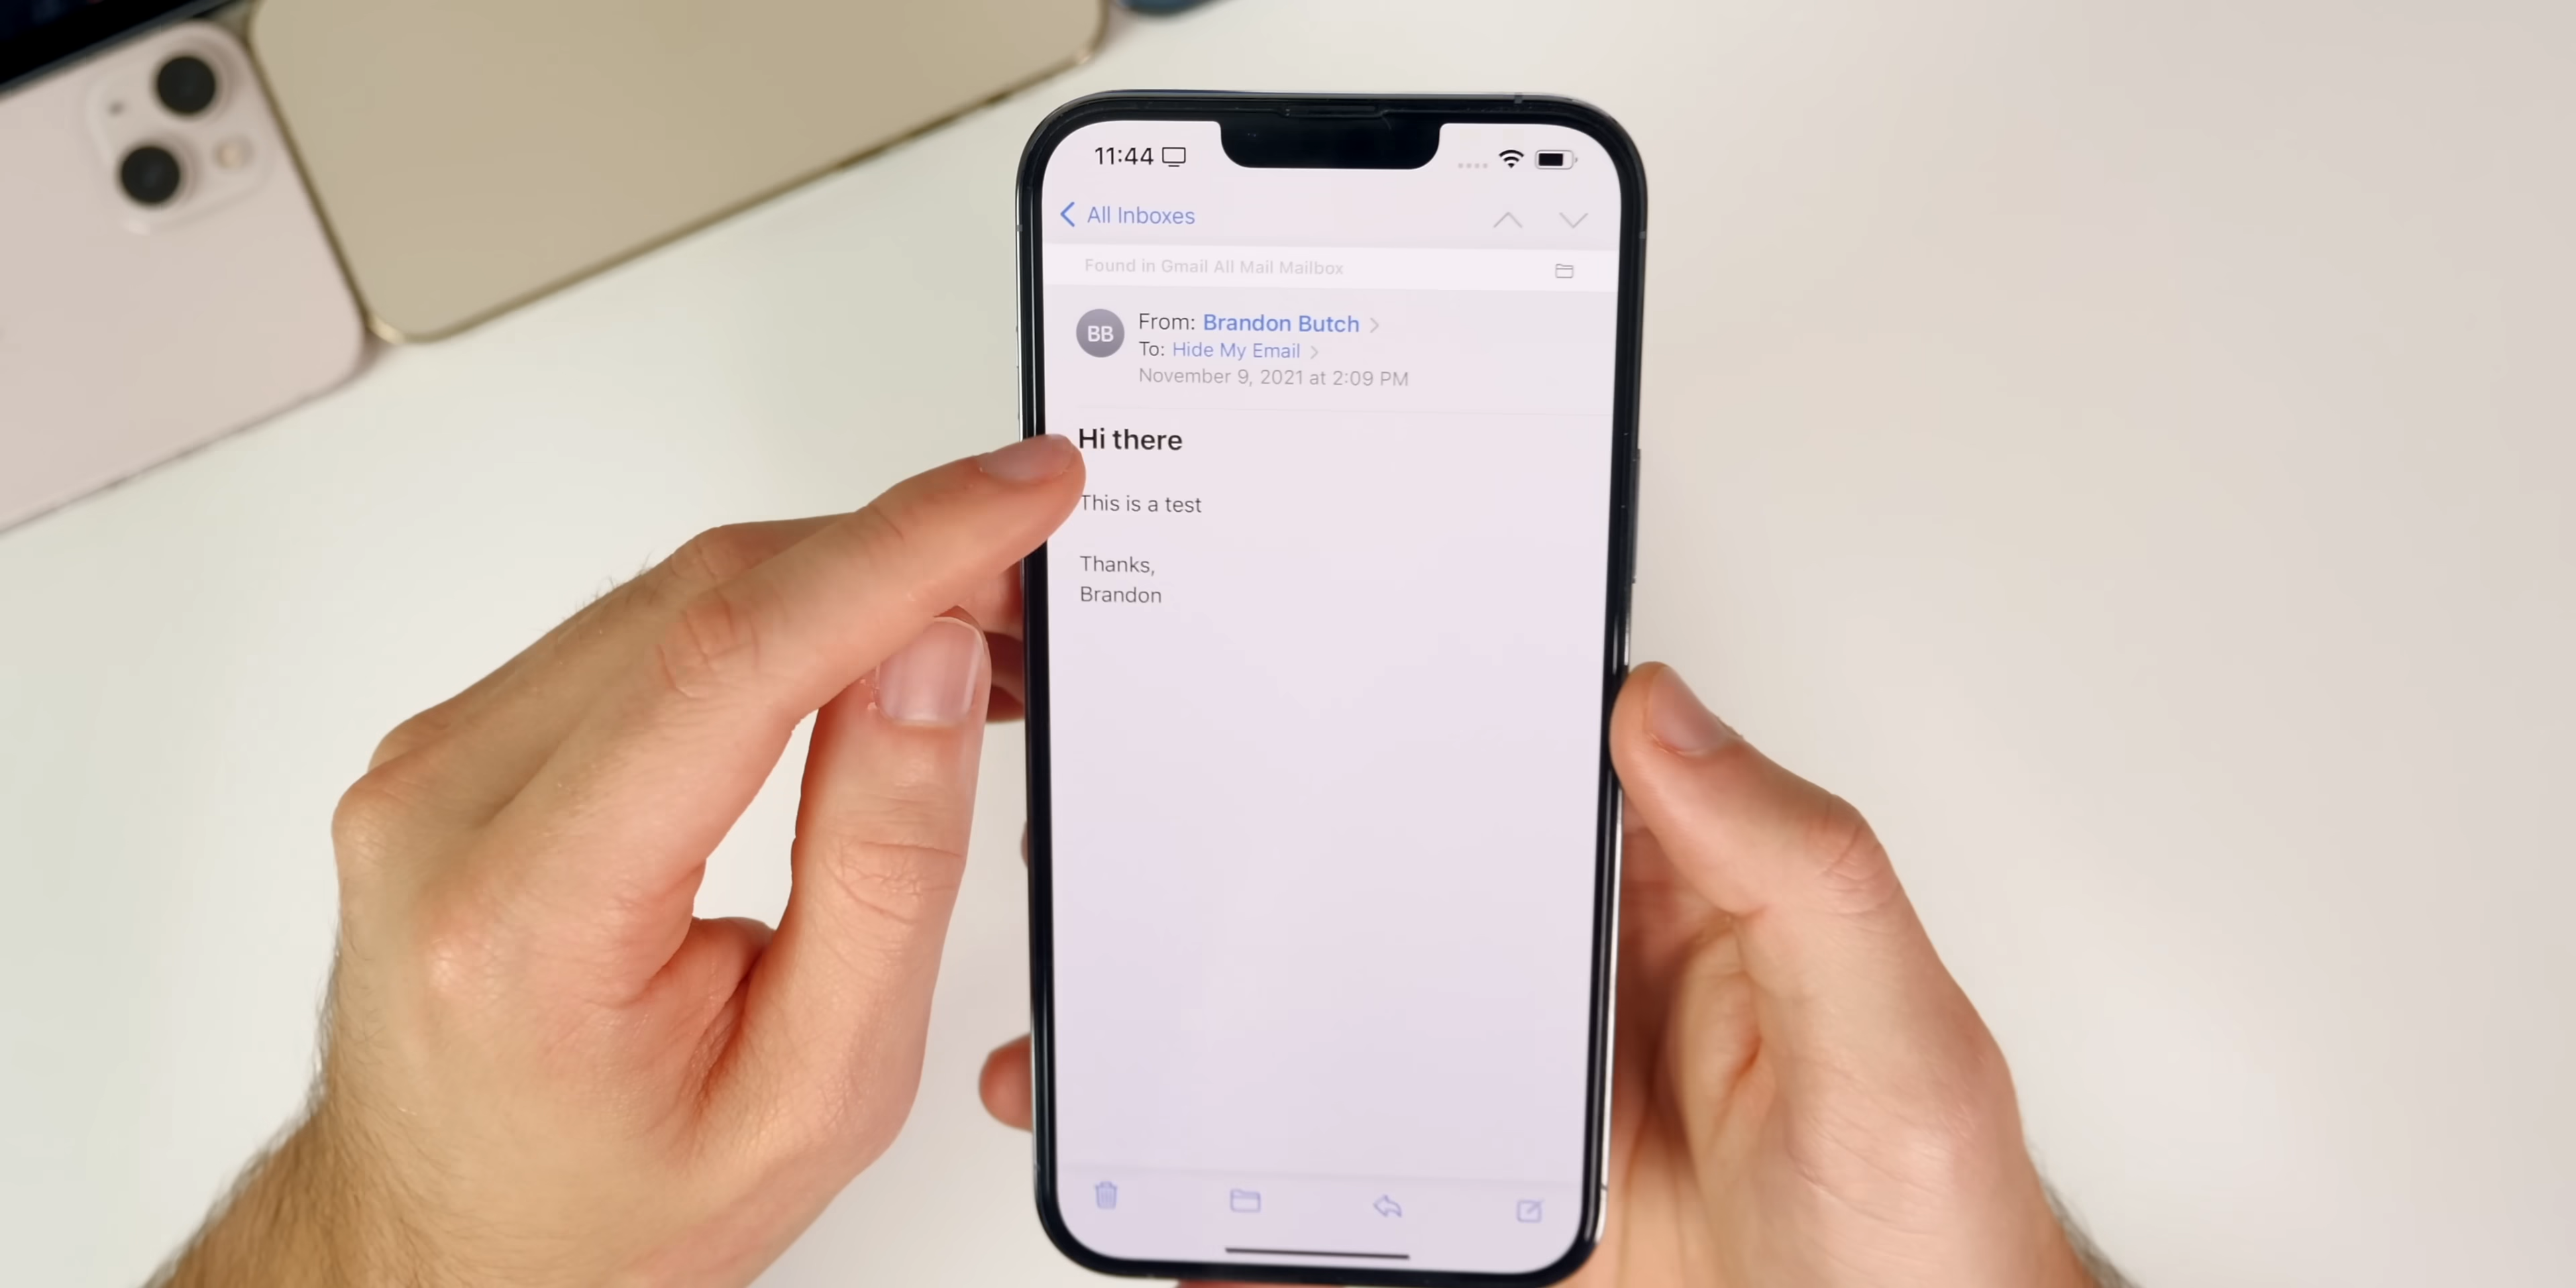 11:44
All Inboxes
Found in Gmail All Mail Mailbox
BB
From: Brandon Butch
To: Hide My Email
November 9, 2021 at 2:09 PM
Hi there
This is a test
Thanks,
Brandon